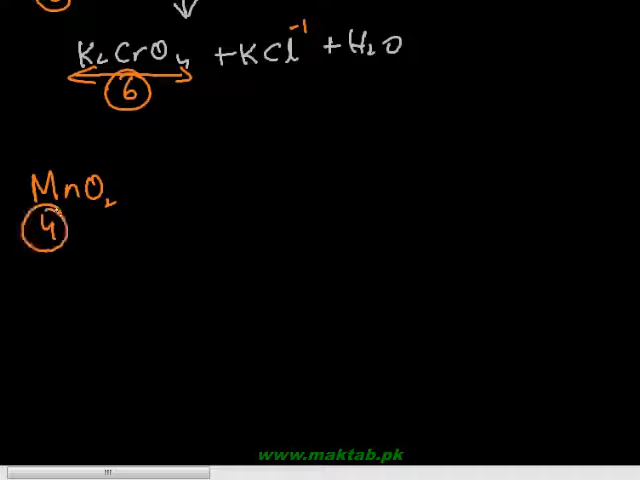 K₂CrO₄ + KCl⁻¹ + H₂O
6
MnO₂
4
www.maktab.pk